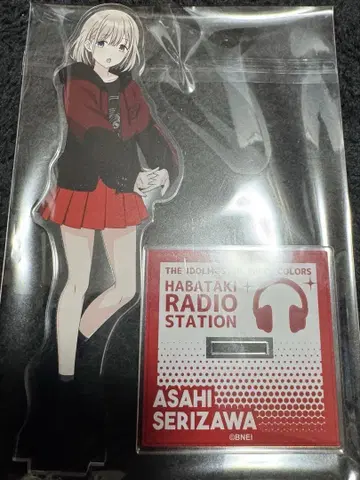 THE IDOLM COLORS
HABATAKI
RADIO
STATION
ASAHI
SERIZAWA
©BNEI